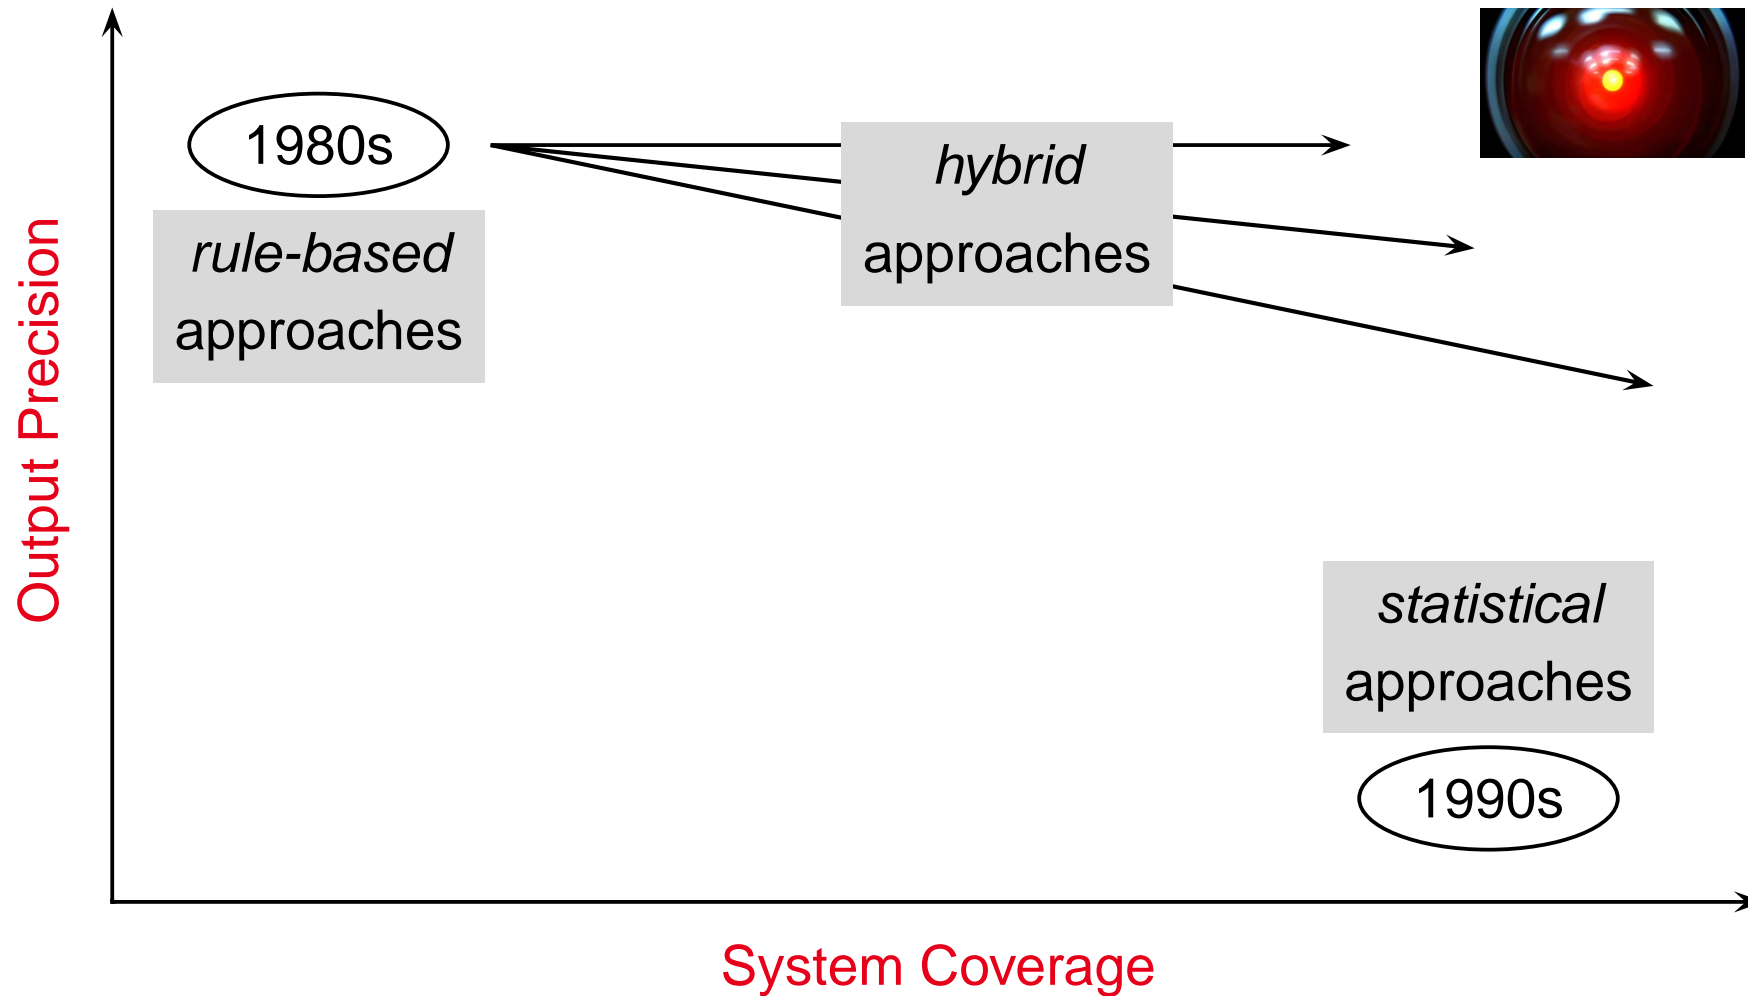 Output Precision
1980s
rule-based
approaches
hybrid
approaches
statistical
approaches
1990s
System Coverage